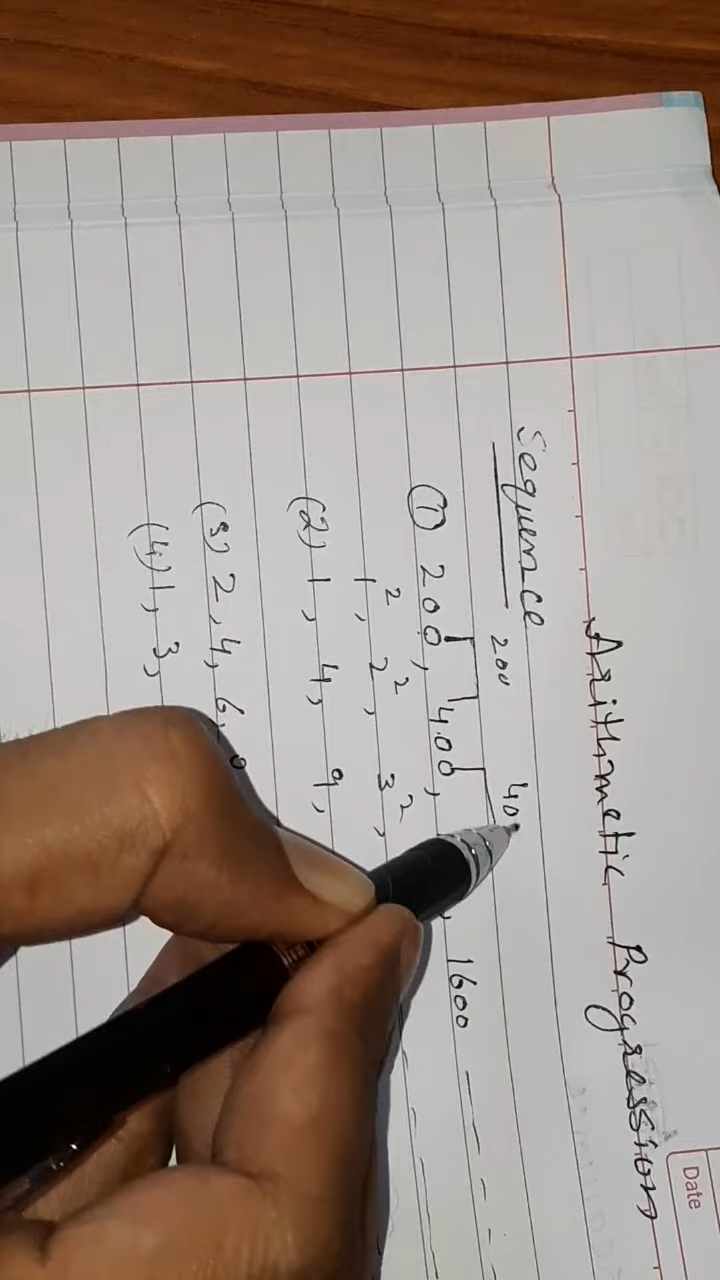 Date
Arithmetic Progression
Sequence
200 40
(1) 200, 400, , 1600 - - - -
1², 2², 3²,
(2) 1, 4, 9,
(3) 2, 4, 6,
(4) 1, 3,